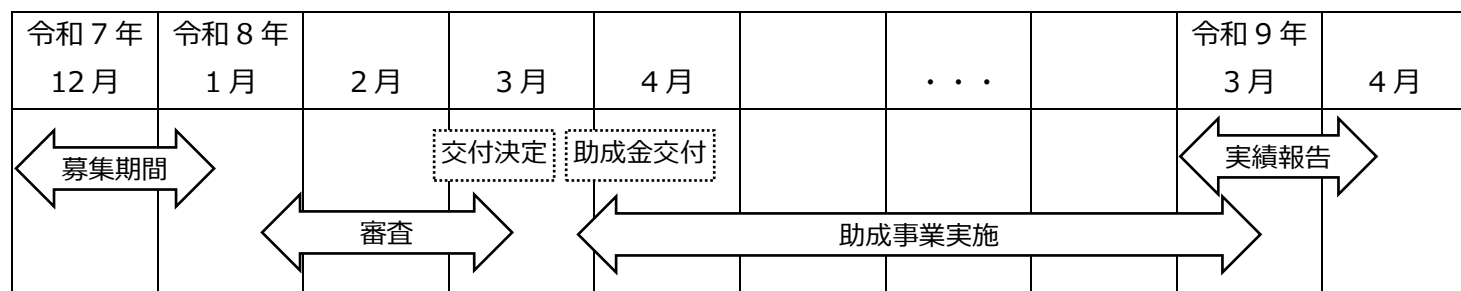 令和7年 令和8年 令和9年
12月 1月 2月 3月 4月 ・・・ 3月 4月
募集期間 交付決定 助成金交付 実績報告
審査 助成事業実施